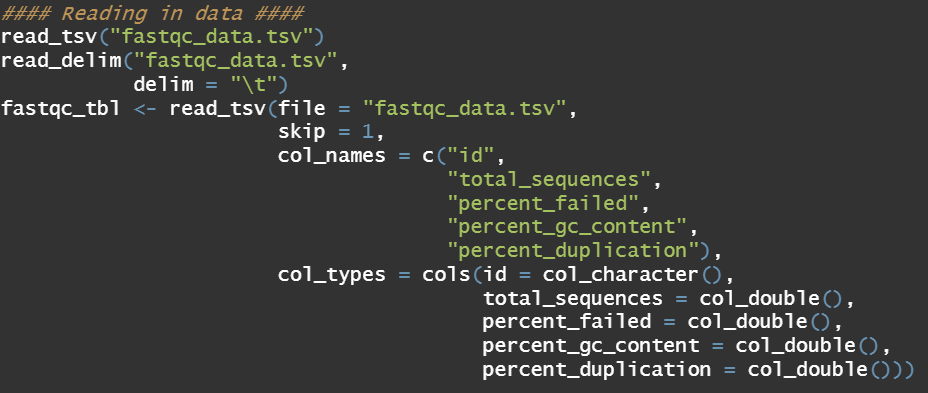 #### Reading in data ####
read_tsv("fastqc_data.tsv")
read_delim("fastqc_data.tsv",
           delim = "\t")
fastqc_tbl <- read_tsv(file = "fastqc_data.tsv",
                       skip = 1,
                       col_names = c("id",
                                     "total_sequences",
                                     "percent_failed",
                                     "percent_gc_content",
                                     "percent_duplication"),
                       col_types = cols(id = col_character(),
                                        total_sequences = col_double(),
                                        percent_failed = col_double(),
                                        percent_gc_content = col_double(),
                                        percent_duplication = col_double()))